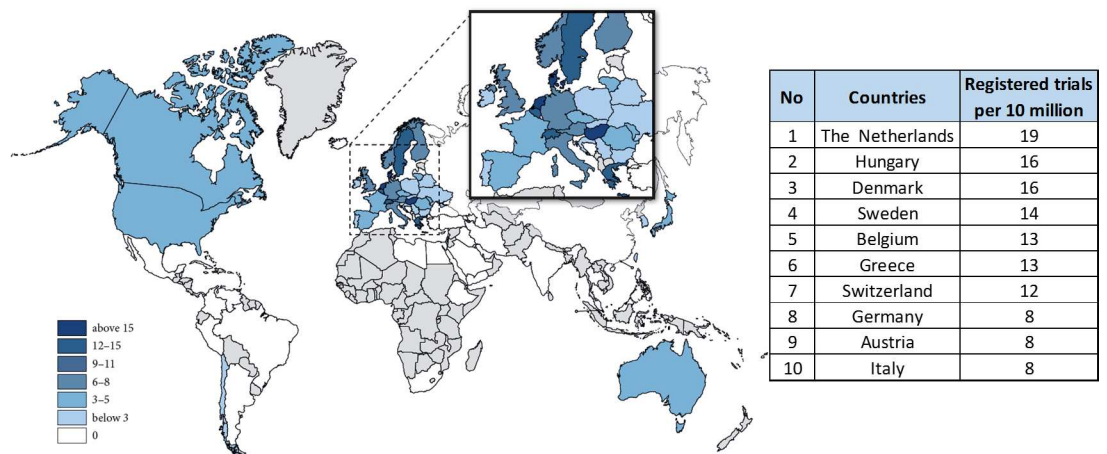 above 15
12–15
9–11
6–8
3–5
below 3
0
No Countries Registered trials per 10 million
1 The Netherlands 19
2 Hungary 16
3 Denmark 16
4 Sweden 14
5 Belgium 13
6 Greece 13
7 Switzerland 12
8 Germany 8
9 Austria 8
10 Italy 8